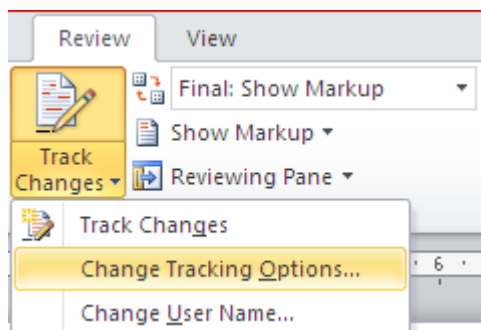 Review View
Final: Show Markup
Show Markup
Track Changes
Reviewing Pane
Track Changes
Change Tracking Options...
6
Change User Name...